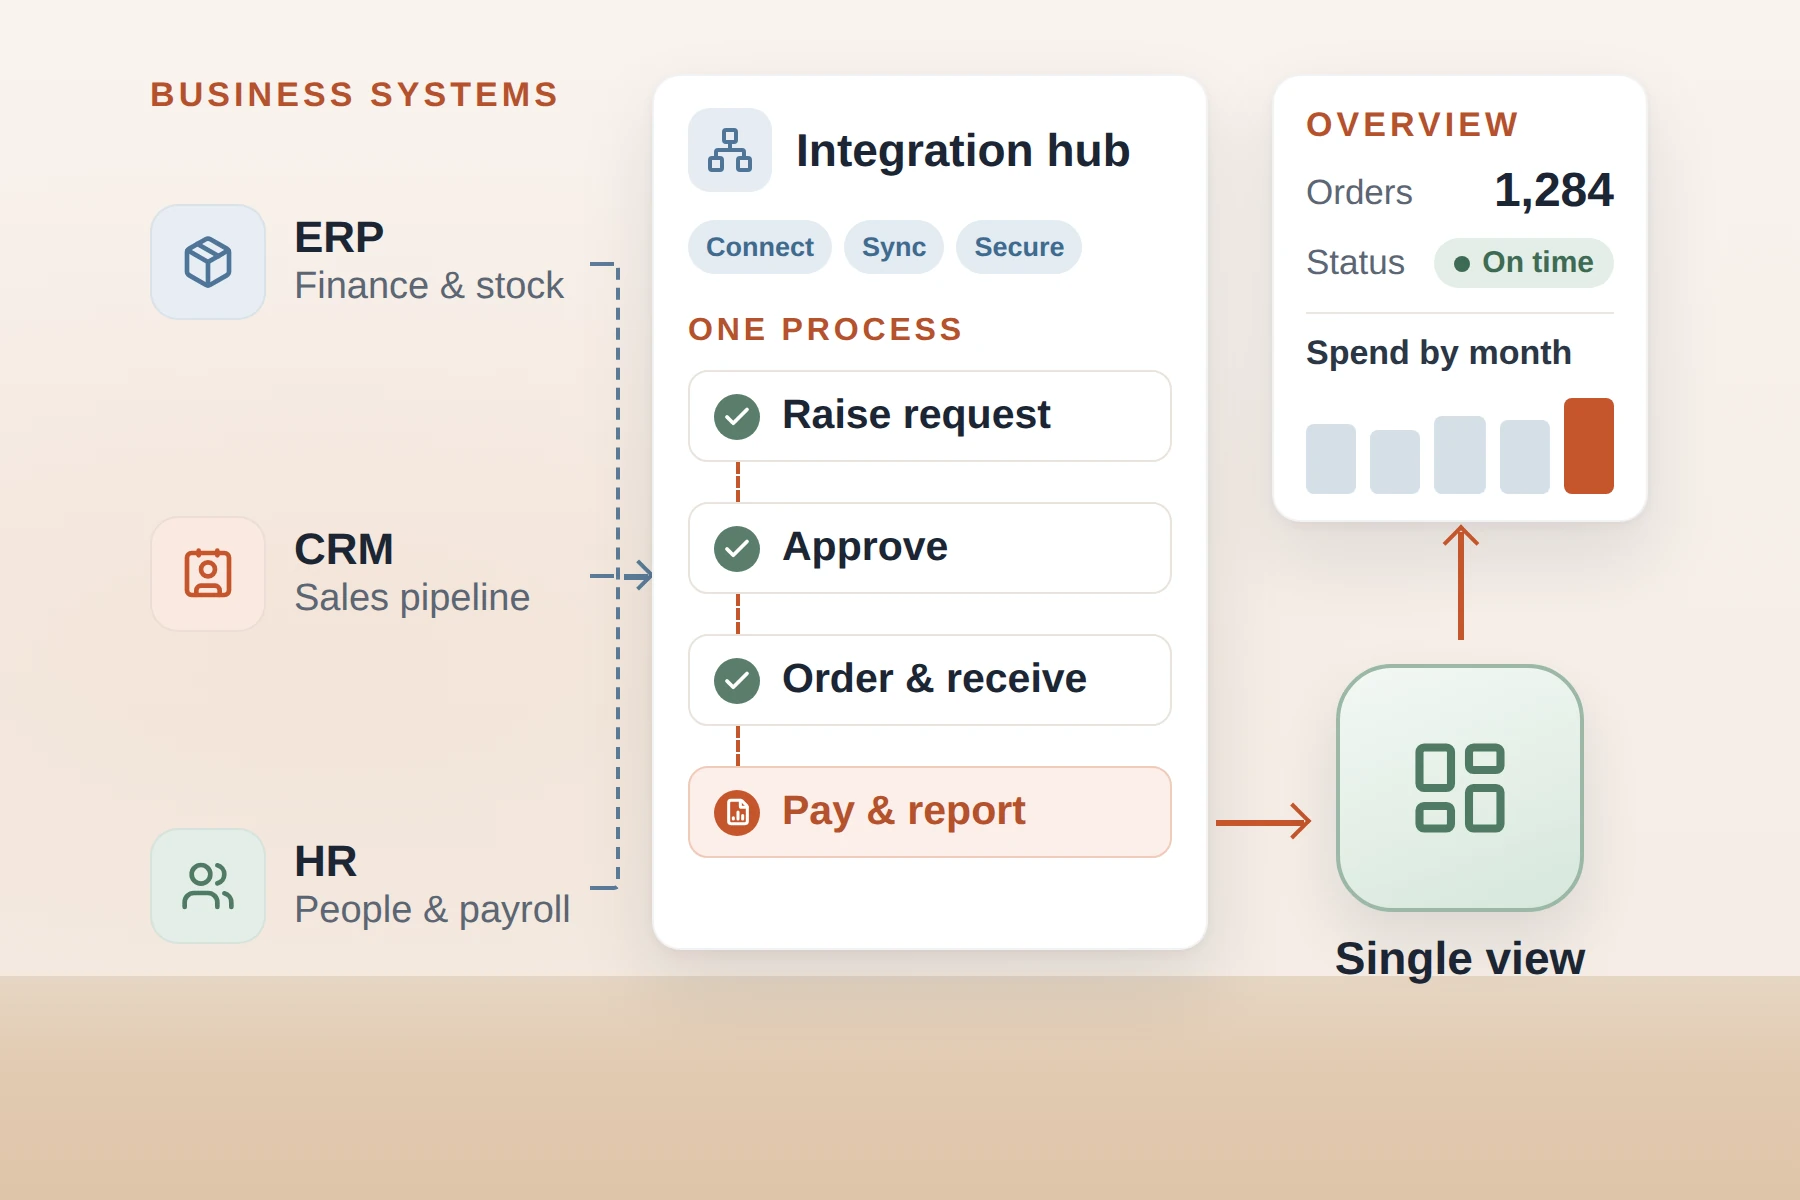 BUSINESS SYSTEMS
ERP
Finance & stock
CRM
Sales pipeline
HR
People & payroll
Integration hub
Connect
Sync
Secure
ONE PROCESS
Raise request
Approve
Order & receive
Pay & report
OVERVIEW
Orders 1,284
Status On time
Spend by month
Single view